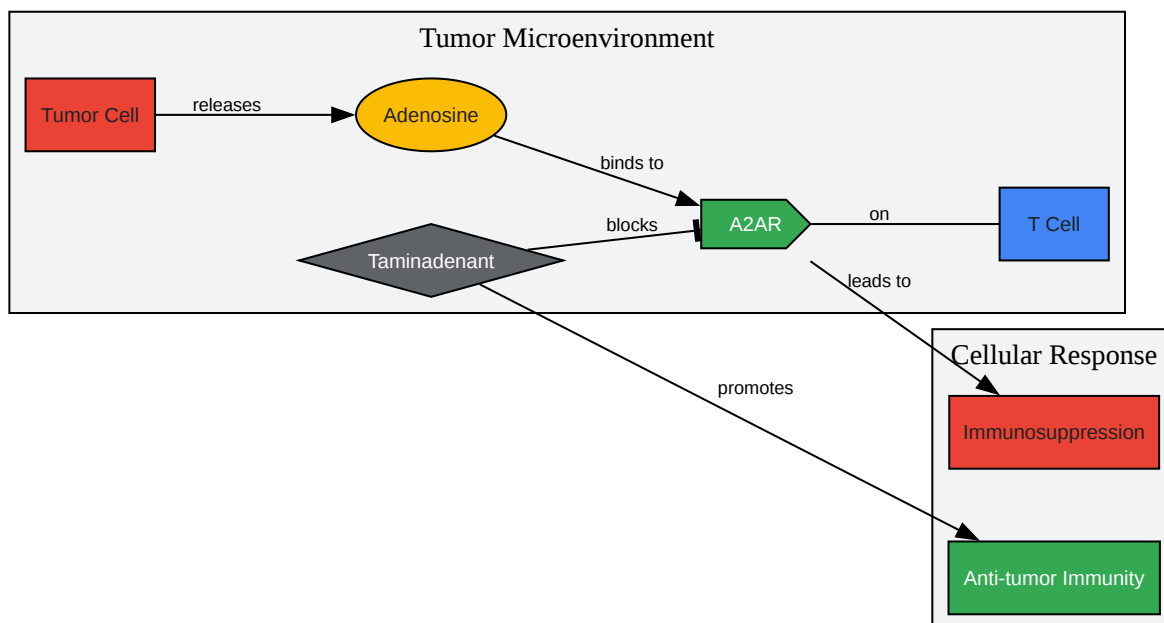 Tumor Microenvironment
Tumor Cell
releases
Adenosine
binds to
Taminadenant
blocks
A2AR
on
T Cell
leads to
Cellular Response
promotes
Immunosuppression
Anti-tumor Immunity